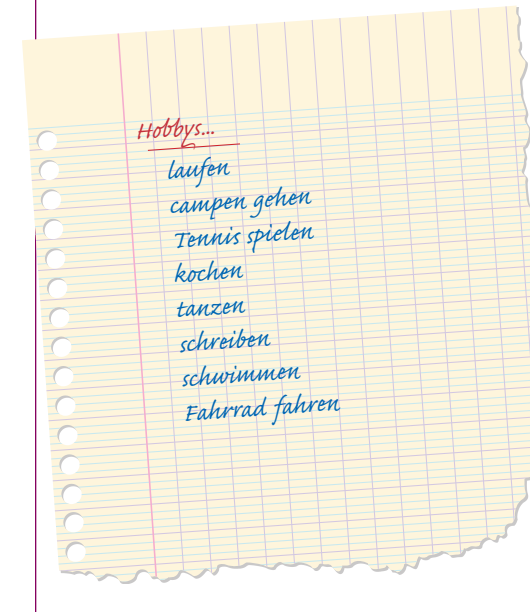 Hobbys...
laufen
campen gehen
Tennis spielen
kochen
tanzen
schreiben
schwimmen
Fahrrad fahren